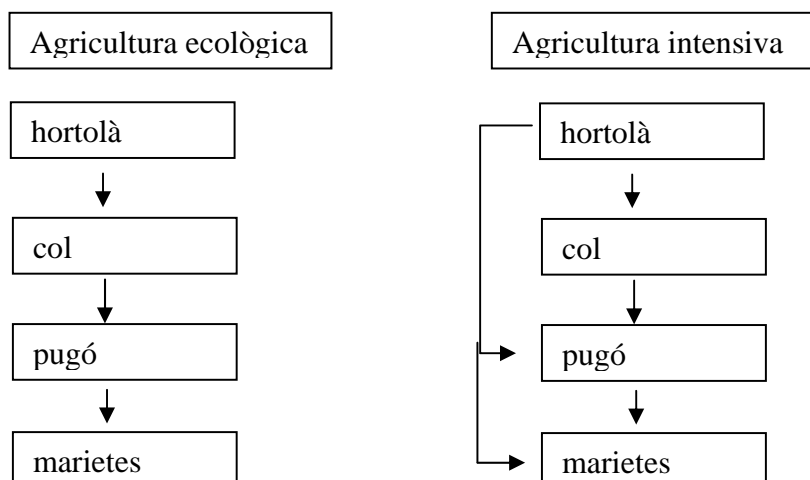 Agricultura ecològica
Agricultura intensiva
hortolà
col
pugó
marietes
hortolà
col
pugó
marietes